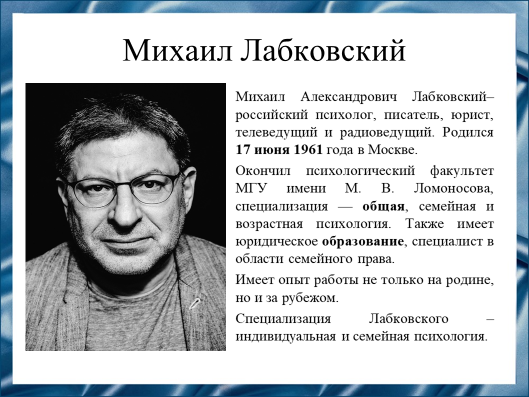 Михаил Лабковский
Михаил Александрович Лабковский–
российский психолог, писатель, юрист,
телеведущий и радиоведущий. Родился
17 июня 1961 года в Москве.
Окончил психологический факультет
МГУ имени М. В. Ломоносова,
специализация — общая, семейная и
возрастная психология. Также имеет
юридическое образование, специалист в
области семейного права.
Имеет опыт работы не только на родине,
но и за рубежом.
Специализация Лабковского –
индивидуальная и семейная психология.